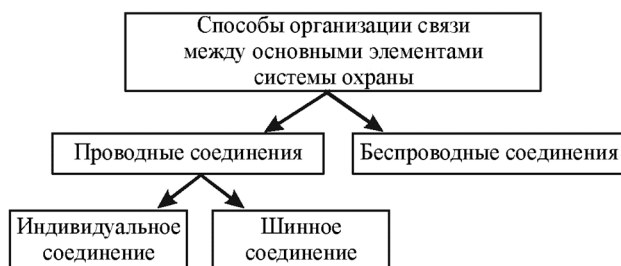 Способы организации связи
между основными элементами
системы охраны
Проводные соединения
Беспроводные соединения
Индивидуальное
соединение
Шинное
соединение